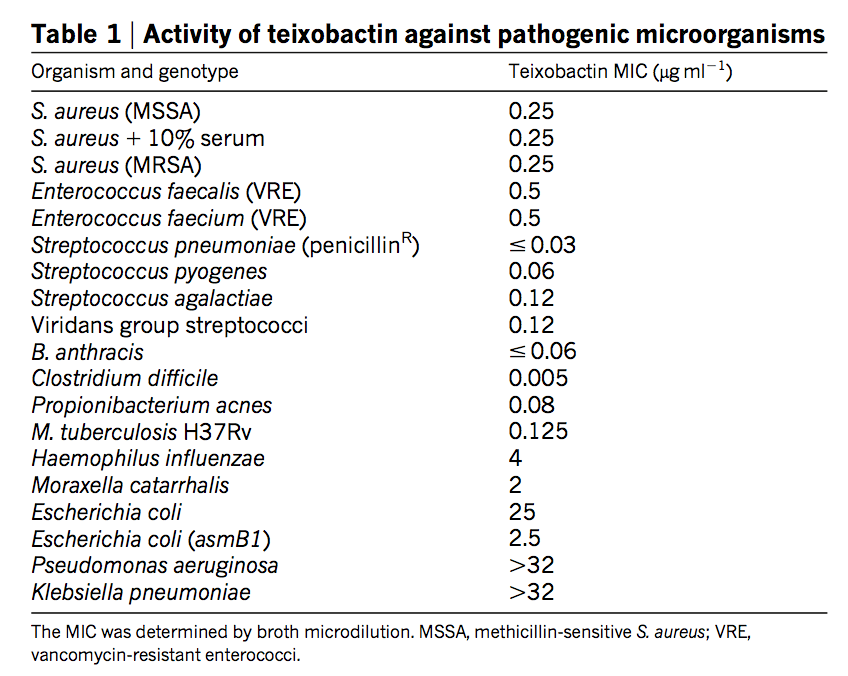 Table 1 | Activity of teixobactin against pathogenic microorganisms
Organism and genotype Teixobactin MIC (μg ml⁻¹)
S. aureus (MSSA) 0.25
S. aureus + 10% serum 0.25
S. aureus (MRSA) 0.25
Enterococcus faecalis (VRE) 0.5
Enterococcus faecium (VRE) 0.5
Streptococcus pneumoniae (penicillinᴿ) ≤0.03
Streptococcus pyogenes 0.06
Streptococcus agalactiae 0.12
Viridans group streptococci 0.12
B. anthracis ≤0.06
Clostridium difficile 0.005
Propionibacterium acnes 0.08
M. tuberculosis H37Rv 0.125
Haemophilus influenzae 4
Moraxella catarrhalis 2
Escherichia coli 25
Escherichia coli (asmB1) 2.5
Pseudomonas aeruginosa >32
Klebsiella pneumoniae >32
The MIC was determined by broth microdilution. MSSA, methicillin-sensitive S. aureus; VRE,
vancomycin-resistant enterococci.